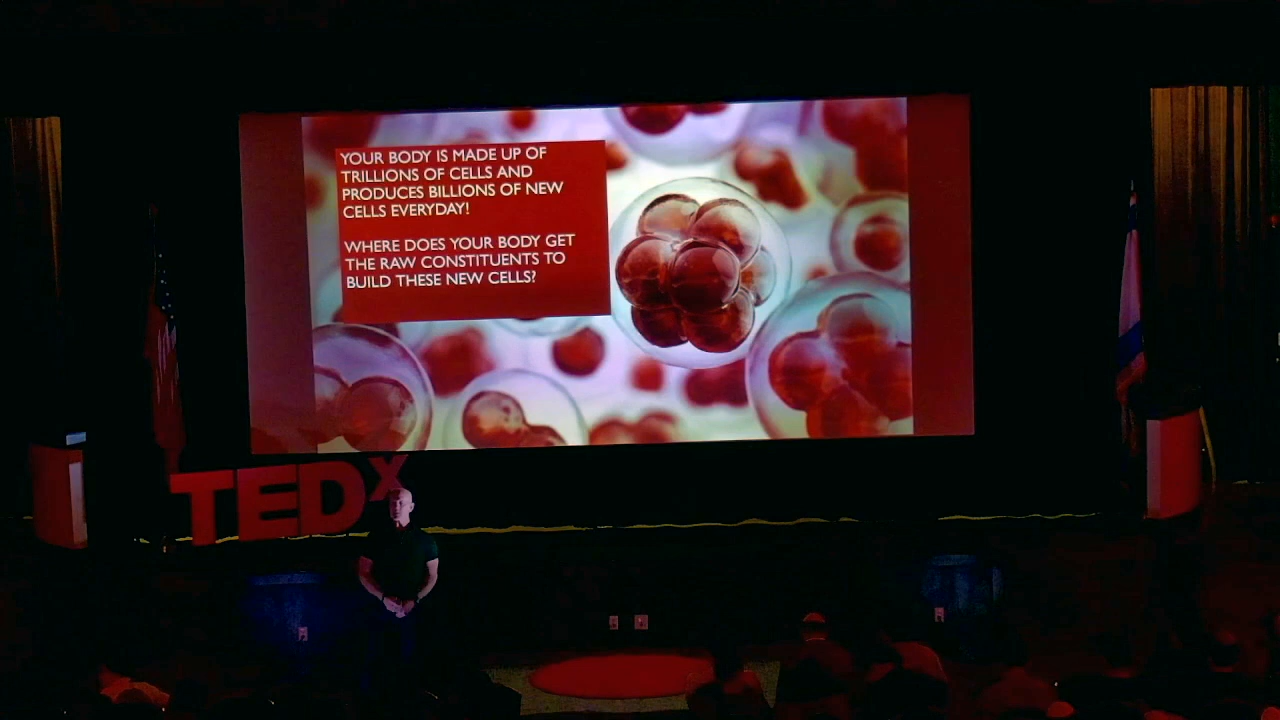 YOUR BODY IS MADE UP OF
TRILLIONS OF CELLS AND
PRODUCES BILLIONS OF NEW
CELLS EVERYDAY!
WHERE DOES YOUR BODY GET
THE RAW CONSTITUENTS TO
BUILD THESE NEW CELLS?
TEDx